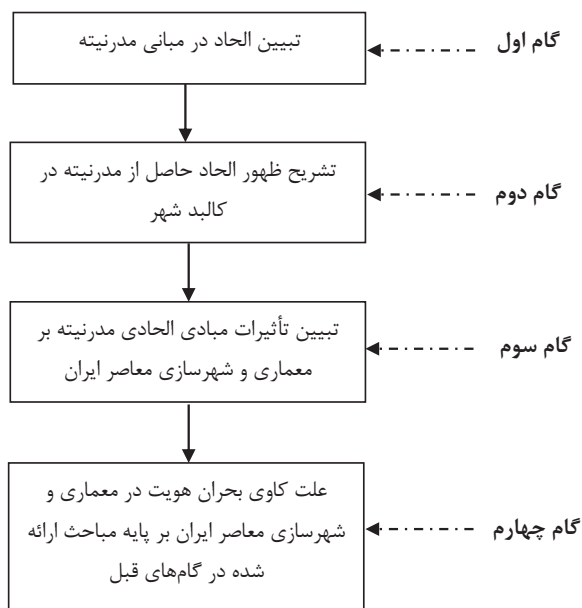 گام اول
تبیین الحاد در مبانی مدرنیته
گام دوم
تشریح ظهور الحاد حاصل از مدرنیته در
کالبد شهر
گام سوم
تبیین تأثیرات مبادی الحادی مدرنیته بر
معماری و شهرسازی معاصر ایران
گام چهارم
علت کاوی بحران هویت در معماری و
شهرسازی معاصر ایران بر پایه مباحث ارائه
شده در گام‌های قبل